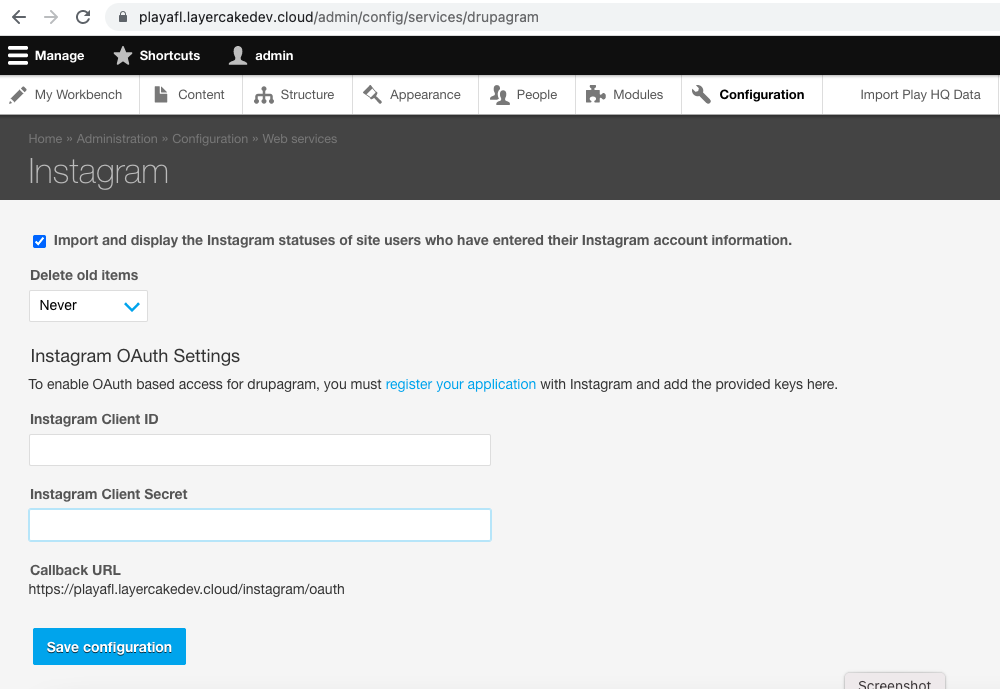 playafl.layercakedev.cloud/admin/config/services/drupagram
Manage Shortcuts admin
My Workbench Content Structure Appearance People Modules Configuration Import Play HQ Data
Home » Administration » Configuration » Web services
Instagram
Import and display the Instagram statuses of site users who have entered their Instagram account information.
Delete old items
Never
Instagram OAuth Settings
To enable OAuth based access for drupagram, you must register your application with Instagram and add the provided keys here.
Instagram Client ID
Instagram Client Secret
Callback URL
https://playafl.layercakedev.cloud/instagram/oauth
Save configuration
Screenshot